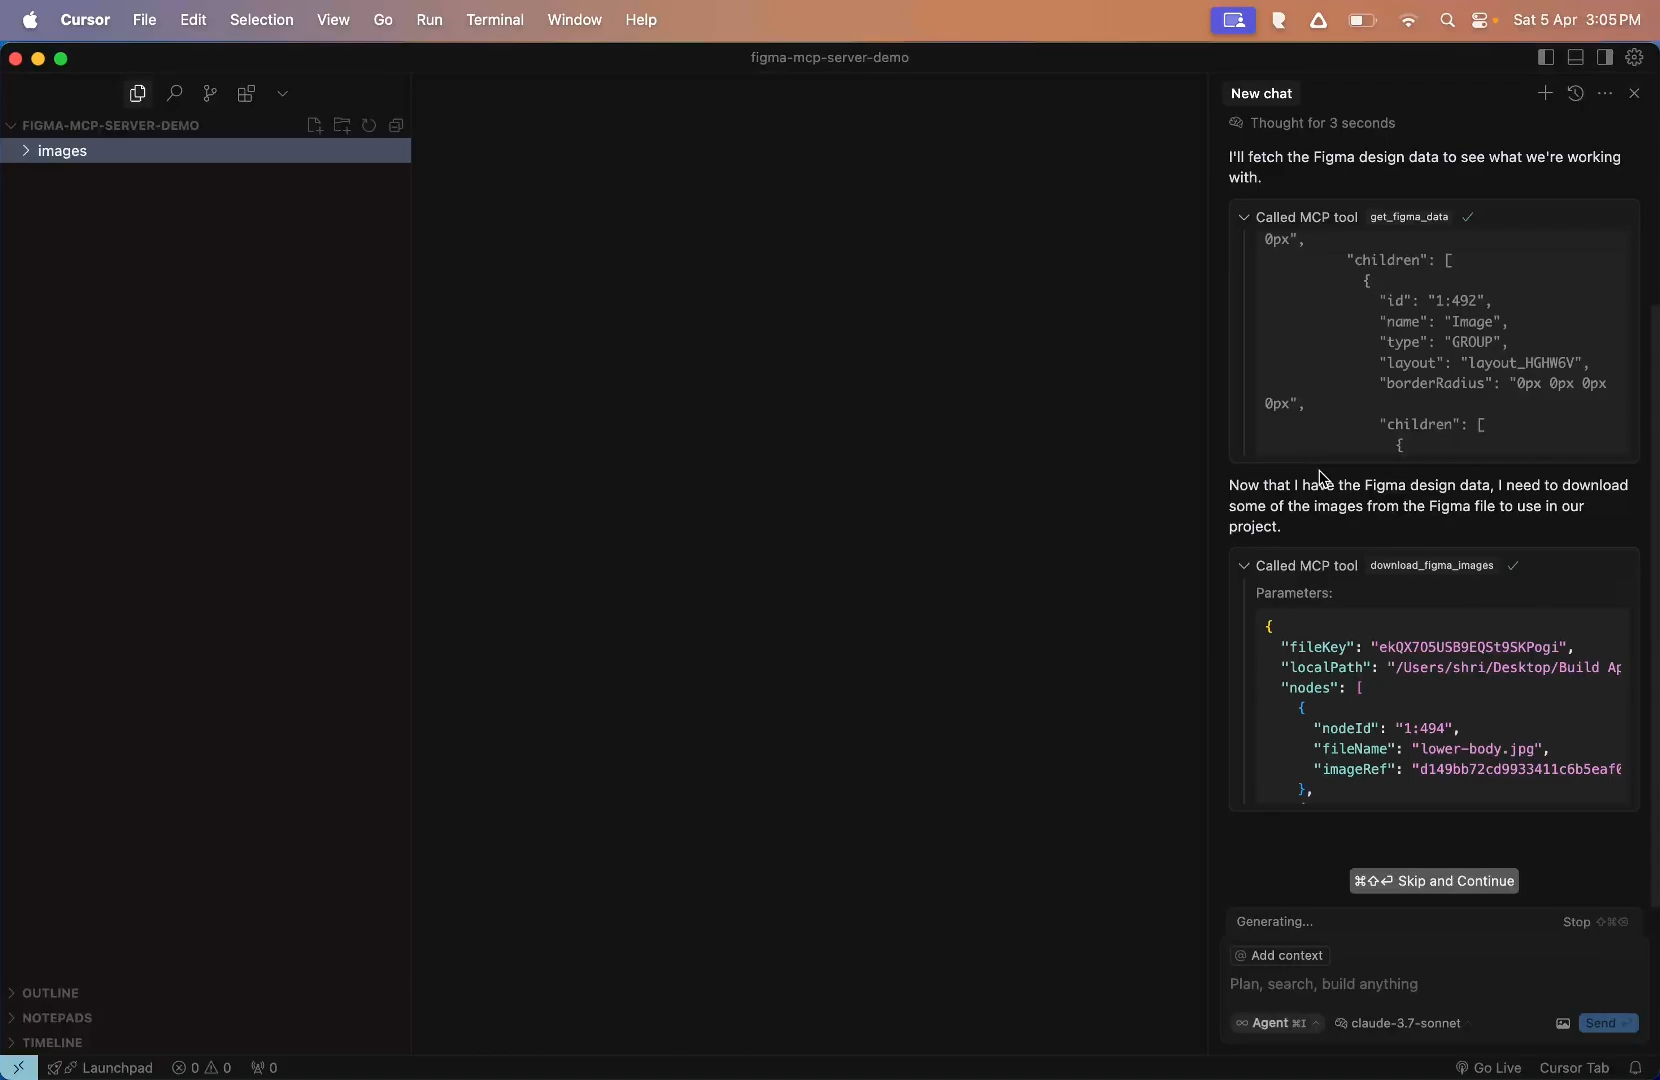 Cursor File Edit Selection View Go Run Terminal Window Help Sat 5 Apr 3:05 PM
figma-mcp-server-demo
FIGMA-MCP-SERVER-DEMO
images
OUTLINE
NOTEPADS
TIMELINE
New chat
Thought for 3 seconds
I'll fetch the Figma design data to see what we're working
with.
Called MCP tool get_figma_data
0px",
"children": [
{
"id": "1:492",
"name": "Image",
"type": "GROUP",
"layout": "layout_HGHW6V",
"borderRadius": "0px 0px 0px
0px",
"children": [
{
Now that I have the Figma design data, I need to download
some of the images from the Figma file to use in our
project.
Called MCP tool download_figma_images
Parameters:
{
"fileKey": "ekQX7O5USB9EQSt9SKPogi",
"localPath": "/Users/shri/Desktop/Build Ap
"nodes": [
{
"nodeId": "1:494",
"fileName": "lower-body.jpg",
"imageRef": "d149bb72cd9933411c6b5eaf0
},
⌘⇧⏎ Skip and Continue
Generating... Stop ⇧⌘⌫
@ Add context
Plan, search, build anything
∞ Agent ⌘I claude-3.7-sonnet Send
Launchpad 0 0 0 Go Live Cursor Tab